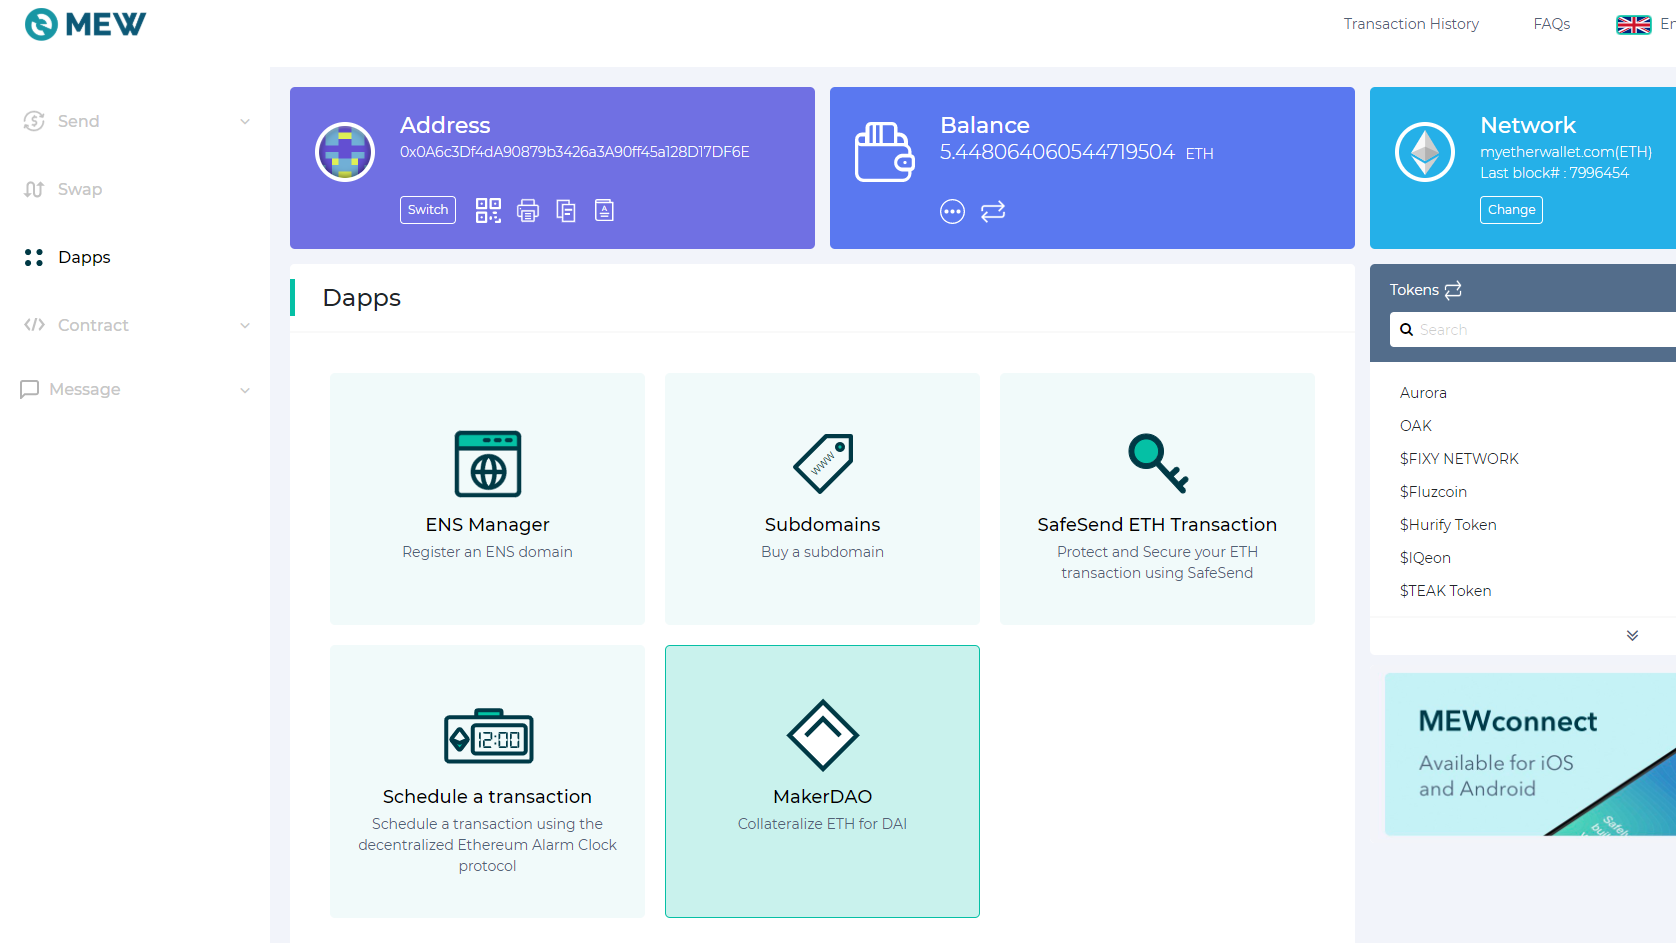 MEW
Transaction History
FAQs
Send
Swap
Dapps
Contract
Message
Address
0x0A6c3Df4dA90879b3426a3A90ff45a128D17DF6E
Switch
Balance
5.448064060544719504 ETH
Network
myetherwallet.com(ETH)
Last block# : 7996454
Change
Dapps
ENS Manager
Register an ENS domain
www
Subdomains
Buy a subdomain
SafeSend ETH Transaction
Protect and Secure your ETH
transaction using SafeSend
12:00
Schedule a transaction
Schedule a transaction using the
decentralized Ethereum Alarm Clock
protocol
MakerDAO
Collateralize ETH for DAI
Tokens
Search
Aurora
OAK
$FIXY NETWORK
$Fluzcoin
$Hurify Token
$IQeon
$TEAK Token
MEWconnect
Available for iOS
and Android